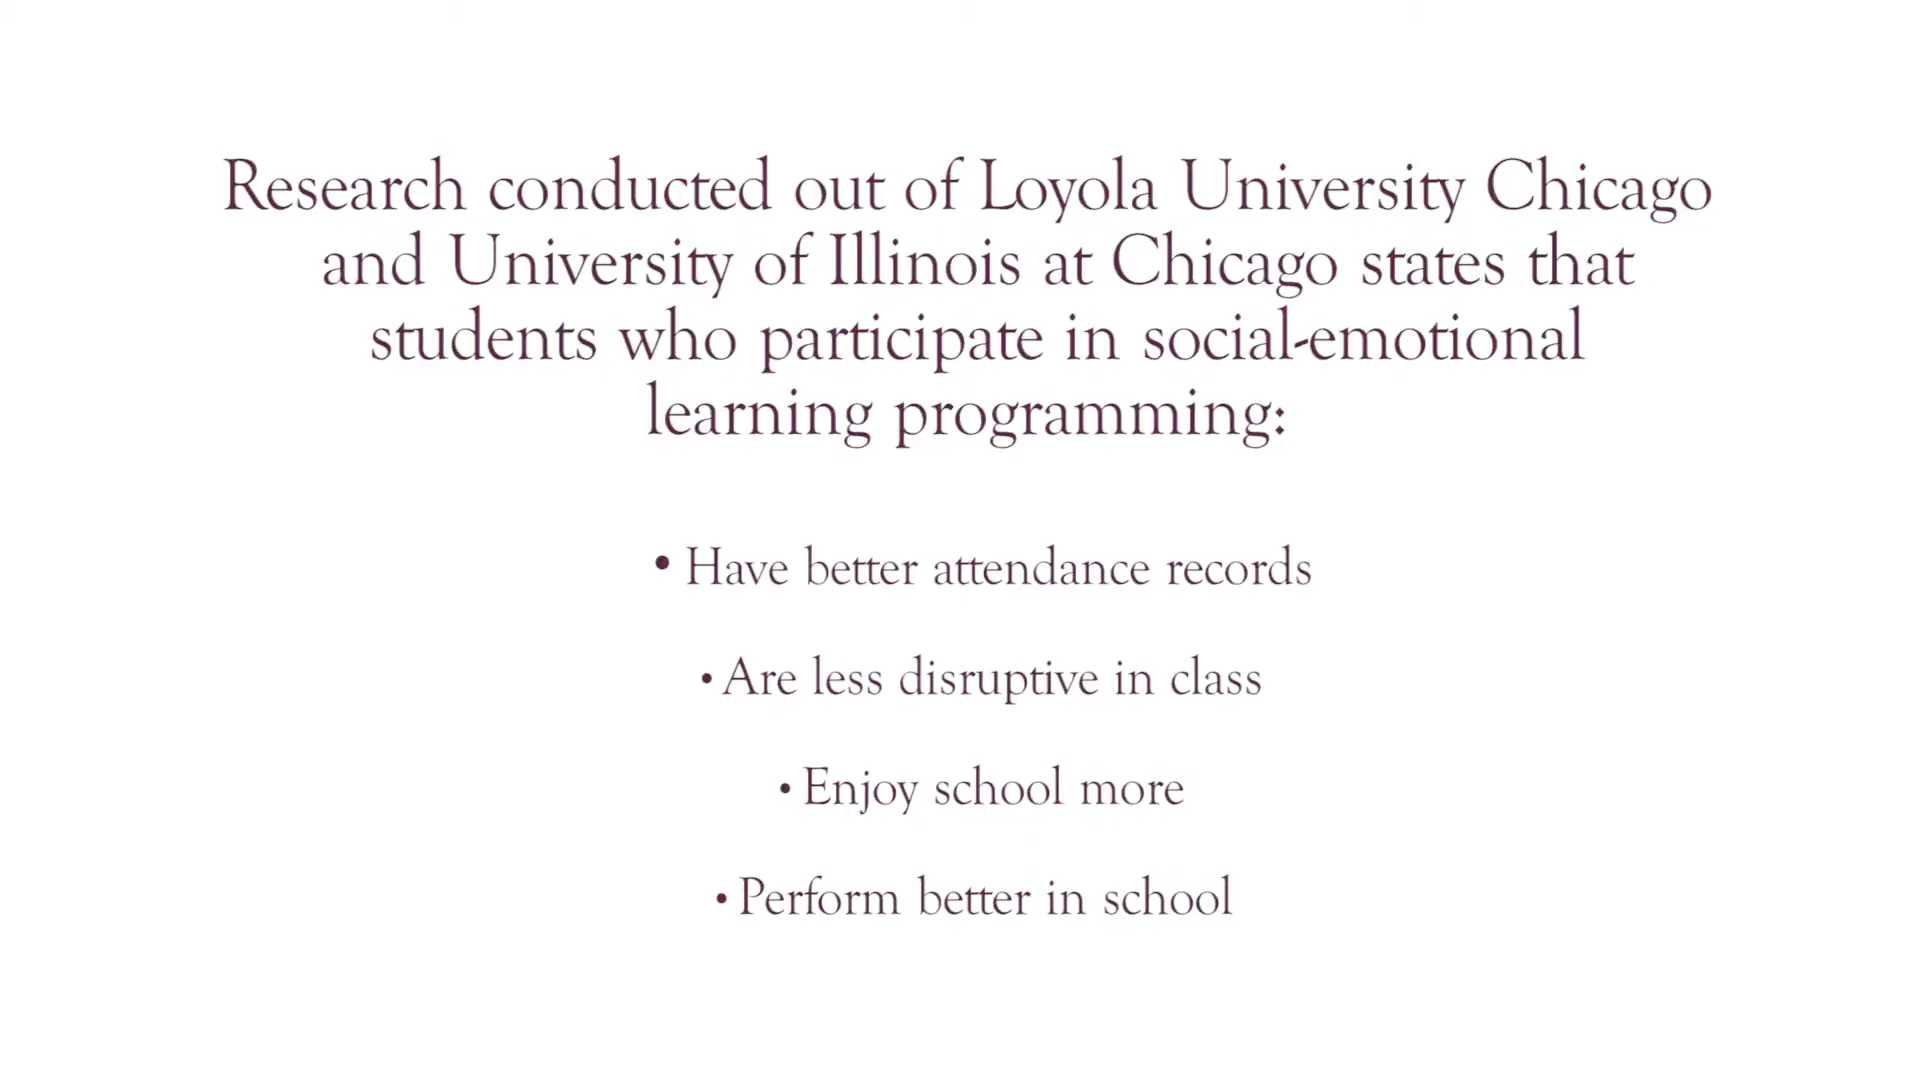 Research conducted out of Loyola University Chicago
and University of Illinois at Chicago states that
students who participate in social-emotional
learning programming:
• Have better attendance records
• Are less disruptive in class
• Enjoy school more
• Perform better in school